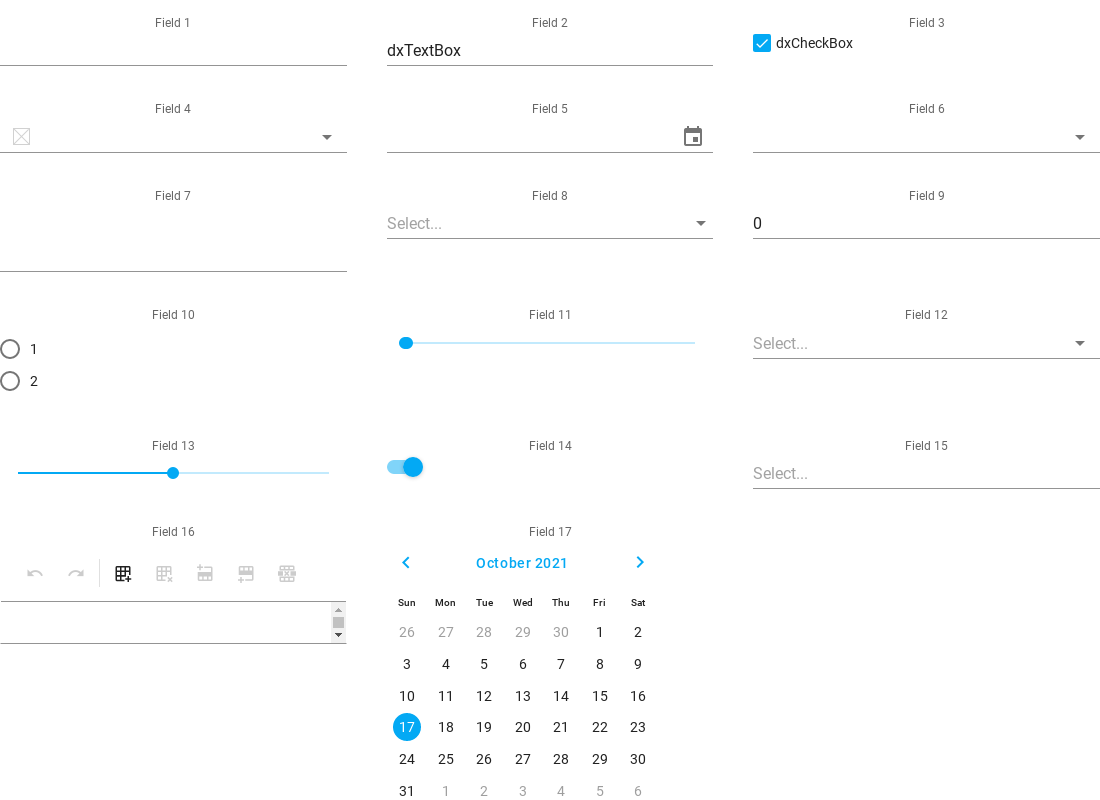 Field 1
Field 2
Field 3
dxTextBox
dxCheckBox
Field 4
Field 5
Field 6
Field 7
Field 8
Field 9
Select...
0
Field 10
Field 11
Field 12
1
Select...
2
Field 13
Field 14
Field 15
Select...
Field 16
Field 17
October 2021
Sun Mon Tue Wed Thu Fri Sat
26 27 28 29 30 1 2
3 4 5 6 7 8 9
10 11 12 13 14 15 16
17 18 19 20 21 22 23
24 25 26 27 28 29 30
31 1 2 3 4 5 6